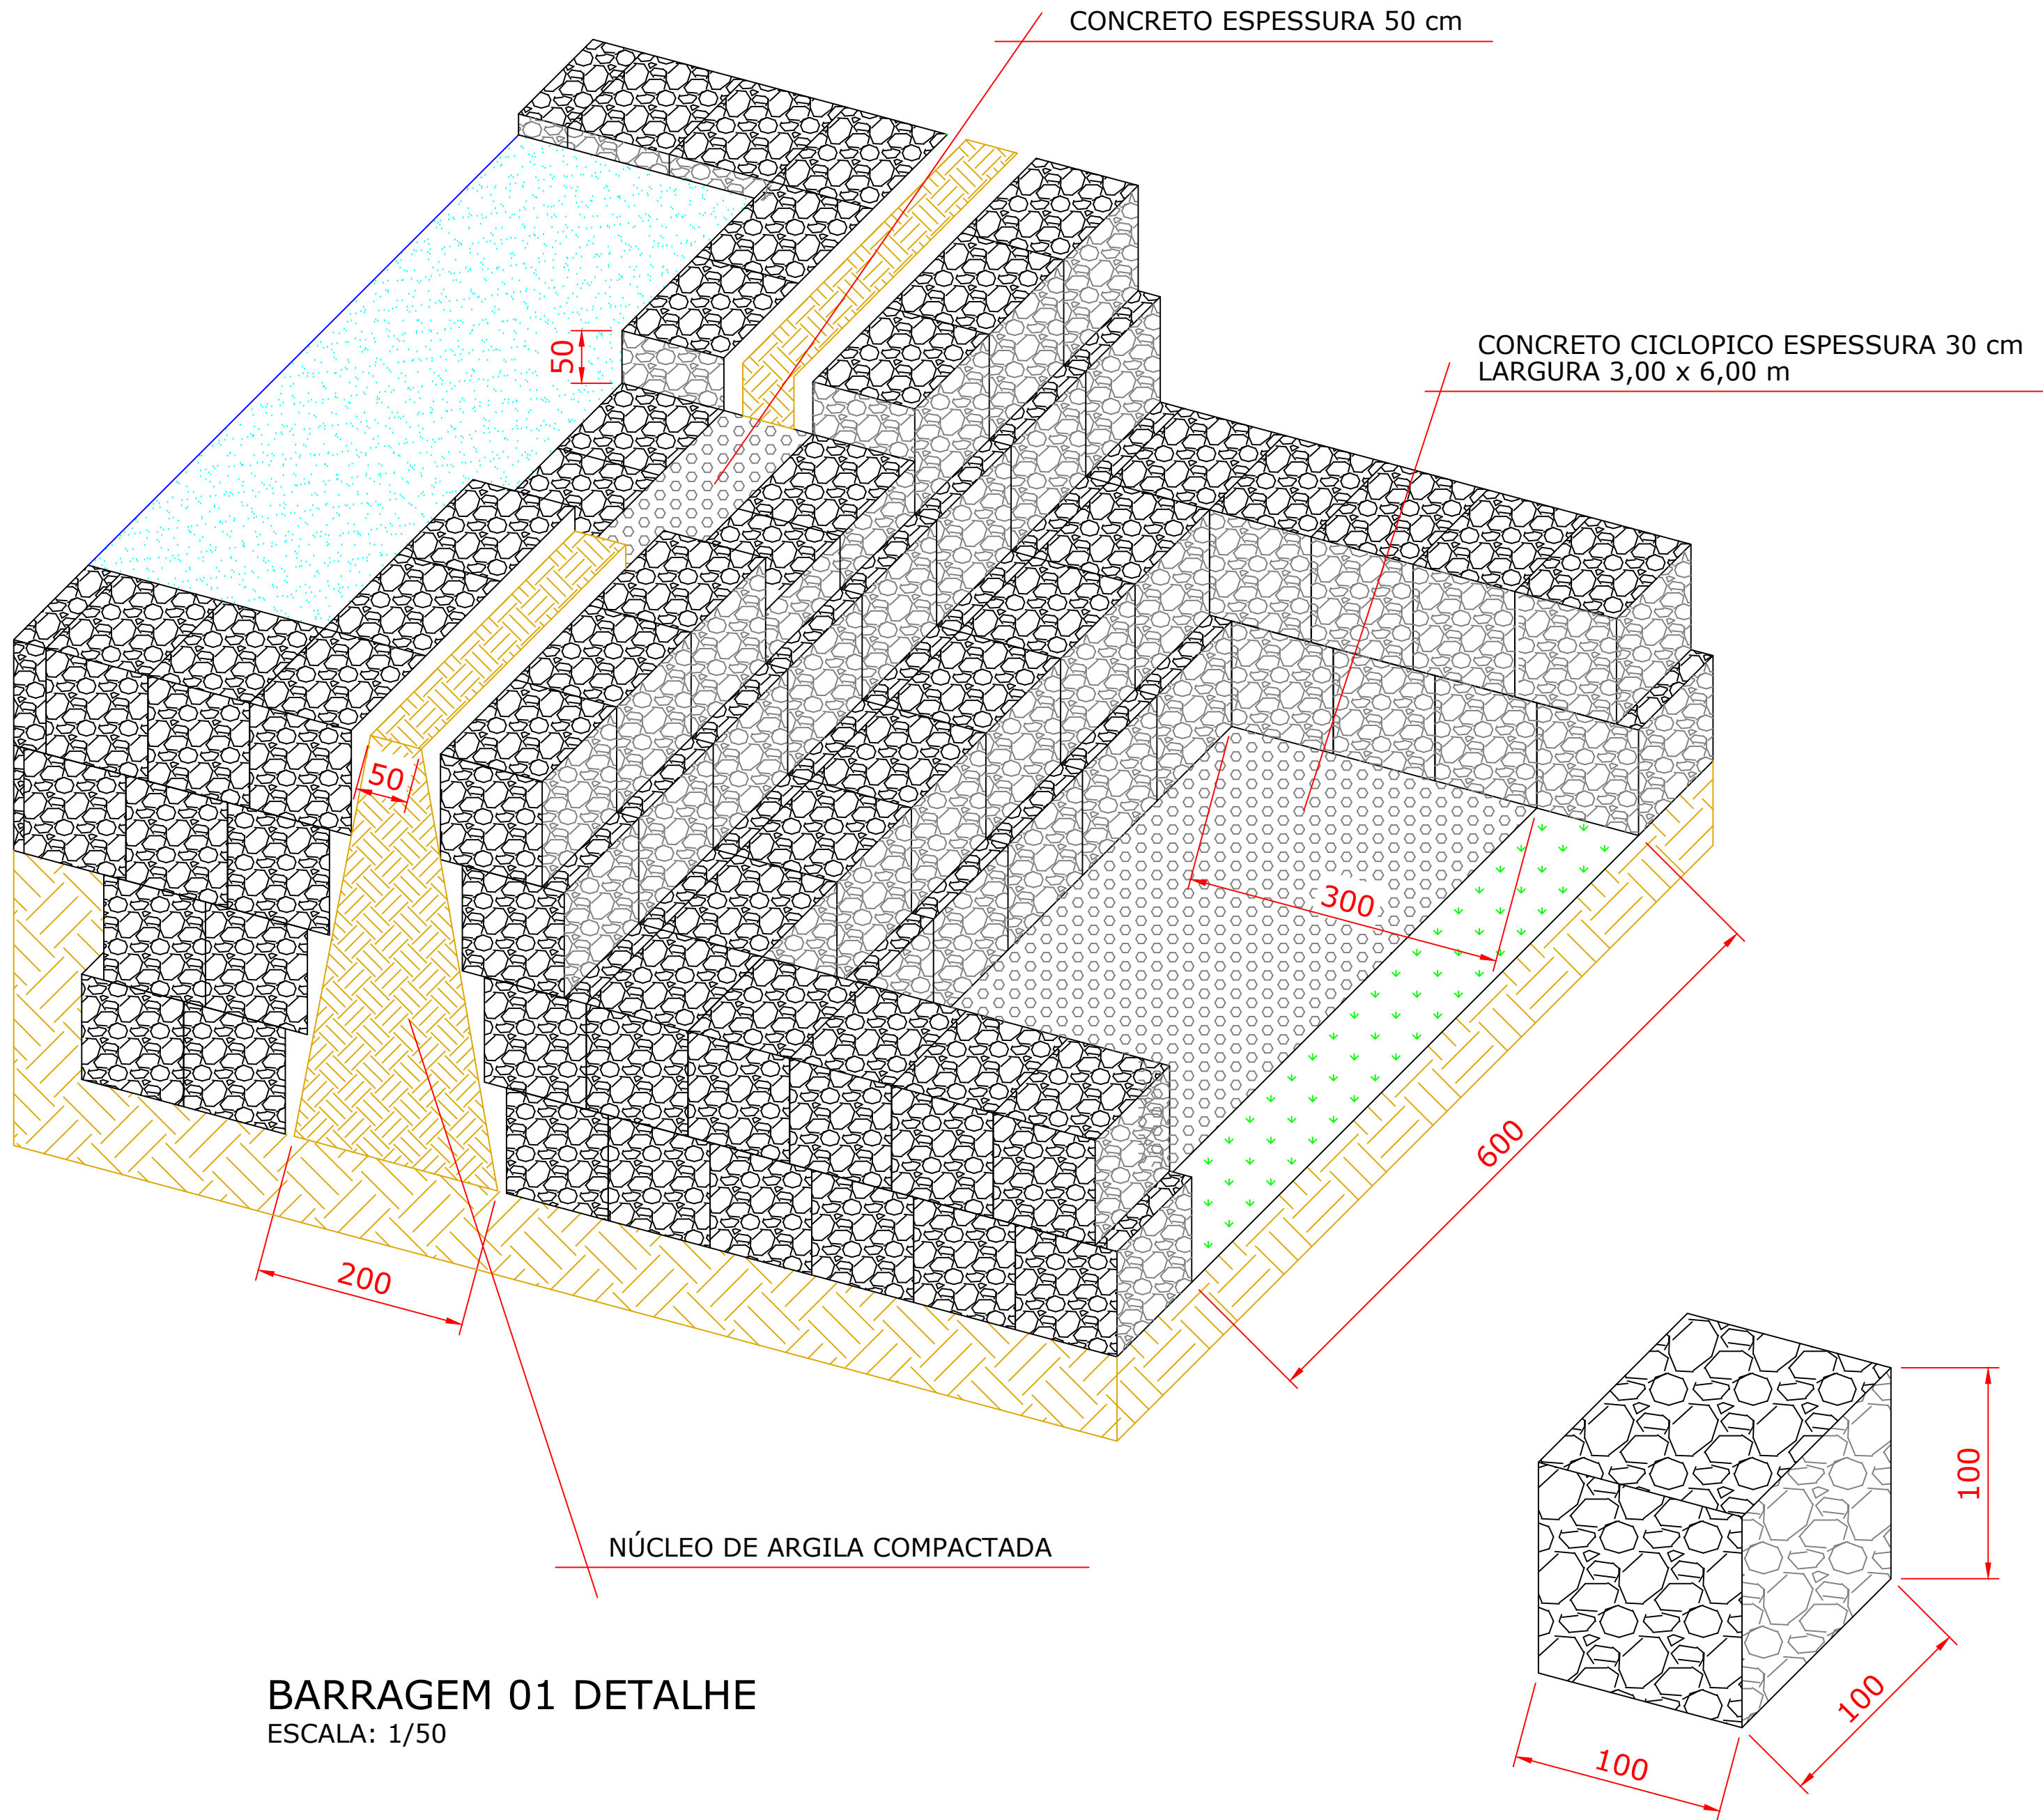 CONCRETO ESPESSURA 50 cm
CONCRETO CICLOPICO ESPESSURA 30 cm
LARGURA 3,00 x 6,00 m
50
50
300
600
200
NÚCLEO DE ARGILA COMPACTADA
BARRAGEM 01 DETALHE
ESCALA: 1/50
100
100
100